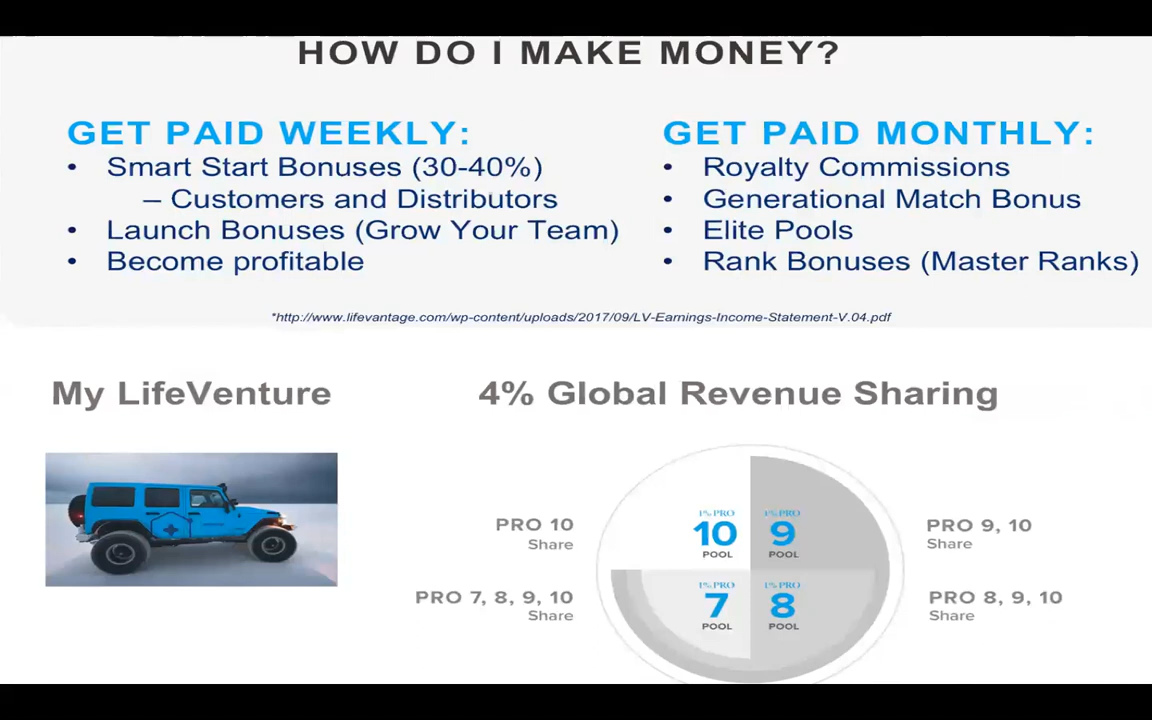 HOW DO I MAKE MONEY?
GET PAID WEEKLY:
• Smart Start Bonuses (30-40%)
– Customers and Distributors
• Launch Bonuses (Grow Your Team)
• Become profitable
GET PAID MONTHLY:
• Royalty Commissions
• Generational Match Bonus
• Elite Pools
• Rank Bonuses (Master Ranks)
*http://www.lifevantage.com/wp-content/uploads/2017/09/LV-Earnings-Income-Statement-V.04.pdf
My LifeVenture
4% Global Revenue Sharing
PRO 10
Share
1% PRO
10
POOL
1% PRO
9
POOL
PRO 9, 10
Share
PRO 7, 8, 9, 10
Share
1% PRO
7
POOL
1% PRO
8
POOL
PRO 8, 9, 10
Share